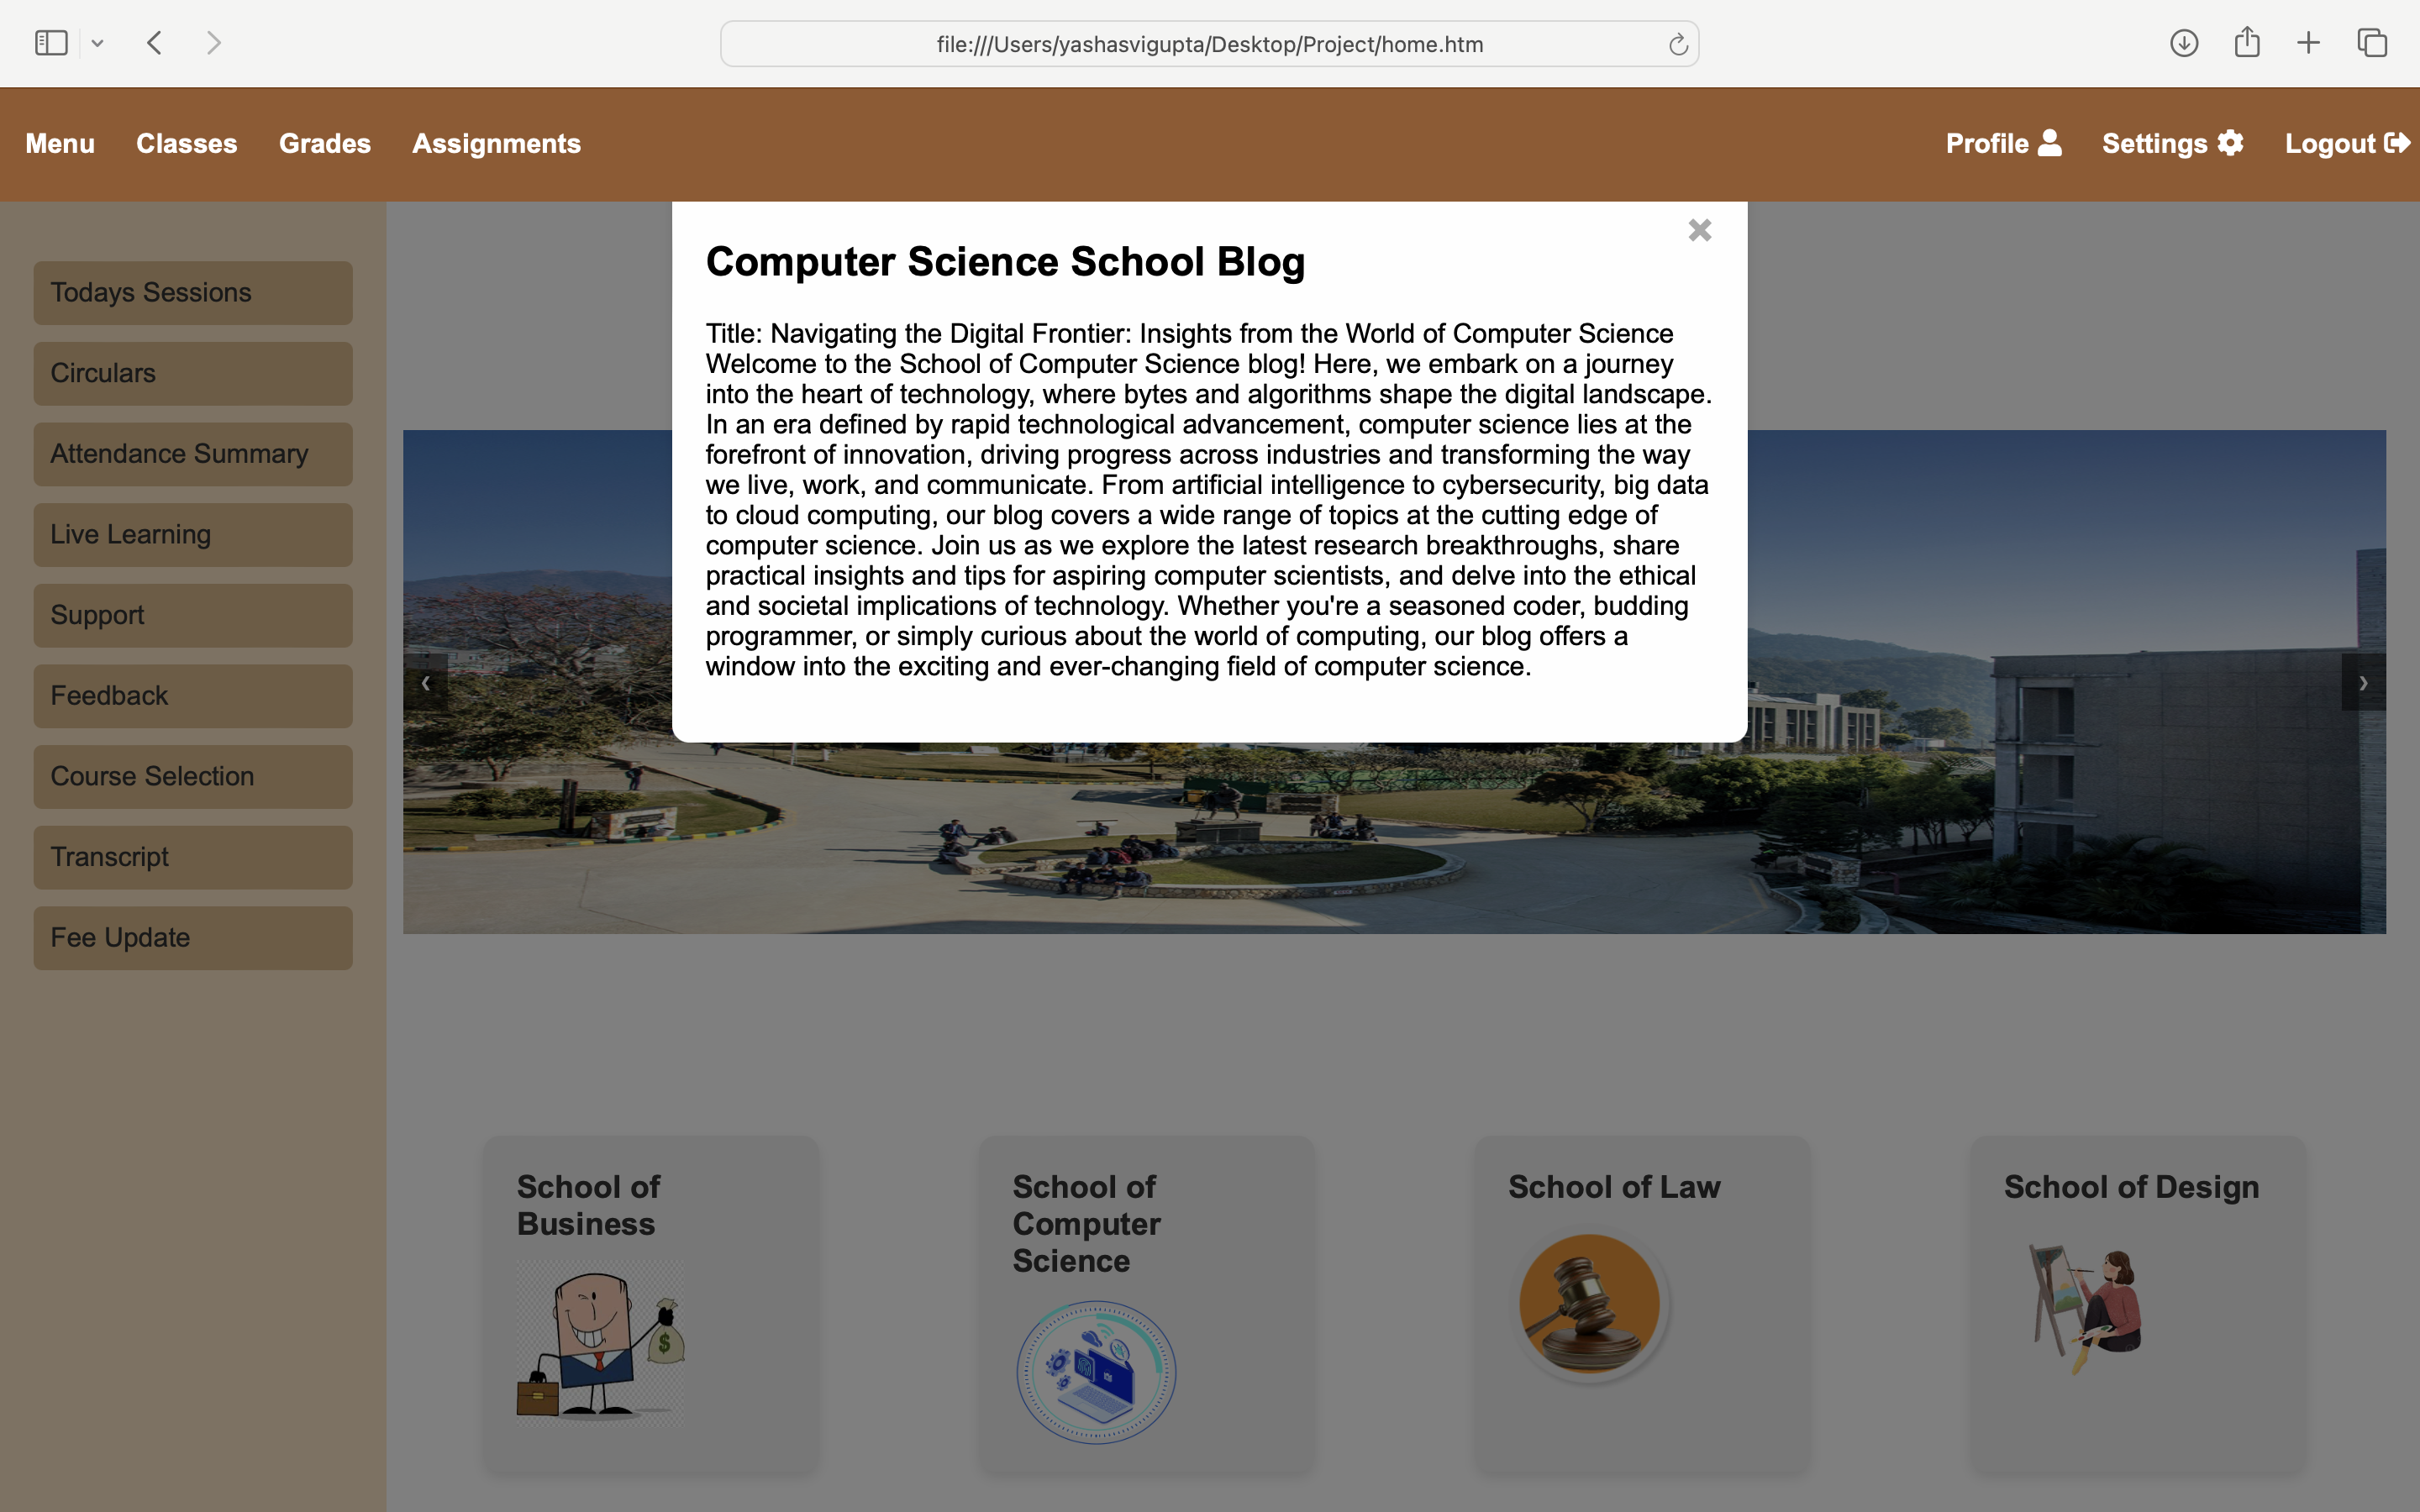 file:///Users/yashasvigupta/Desktop/Project/home.htm
Menu Classes Grades Assignments Profile Settings Logout
Todays Sessions
Circulars
Attendance Summary
Live Learning
Support
Feedback
Course Selection
Transcript
Fee Update
Computer Science School Blog
Title: Navigating the Digital Frontier: Insights from the World of Computer Science
Welcome to the School of Computer Science blog! Here, we embark on a journey
into the heart of technology, where bytes and algorithms shape the digital landscape.
In an era defined by rapid technological advancement, computer science lies at the
forefront of innovation, driving progress across industries and transforming the way
we live, work, and communicate. From artificial intelligence to cybersecurity, big data
to cloud computing, our blog covers a wide range of topics at the cutting edge of
computer science. Join us as we explore the latest research breakthroughs, share
practical insights and tips for aspiring computer scientists, and delve into the ethical
and societal implications of technology. Whether you're a seasoned coder, budding
programmer, or simply curious about the world of computing, our blog offers a
window into the exciting and ever-changing field of computer science.
School of
Business
$
School of
Computer
Science
School of Law
School of Design